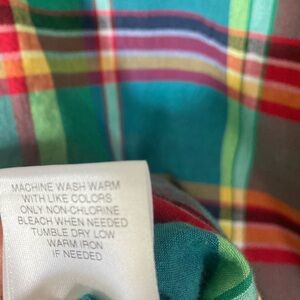 MACHINE WASH WARM
WITH LIKE COLORS
ONLY NON-CHLORINE
BLEACH WHEN NEEDED
TUMBLE DRY LOW
WARM IRON
IF NEEDED